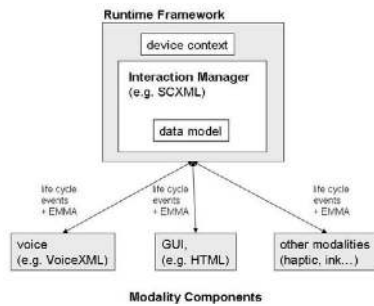 Runtime Framework
device context
Interaction Manager
(e.g. SCXML)
data model
life cycle
events
+ EMMA
life cycle
events
+ EMMA
life cycle
events
+ EMMA
voice
(e.g. VoiceXML)
GUI,
(e.g. HTML)
other modalities
(haptic, ink...)
Modality Components